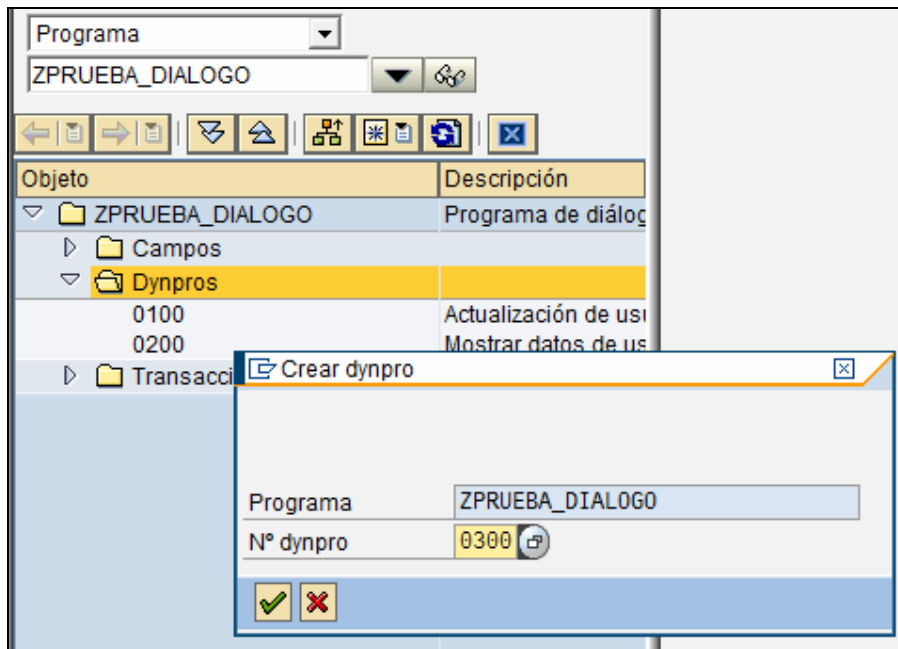 Programa
ZPRUEBA_DIALOGO
Objeto Descripción
ZPRUEBA_DIALOGO Programa de diálog
Campos
Dynpros
0100 Actualización de usu
0200 Mostrar datos de us
Transacci
Crear dynpro
Programa ZPRUEBA_DIALOGO
Nº dynpro 0300